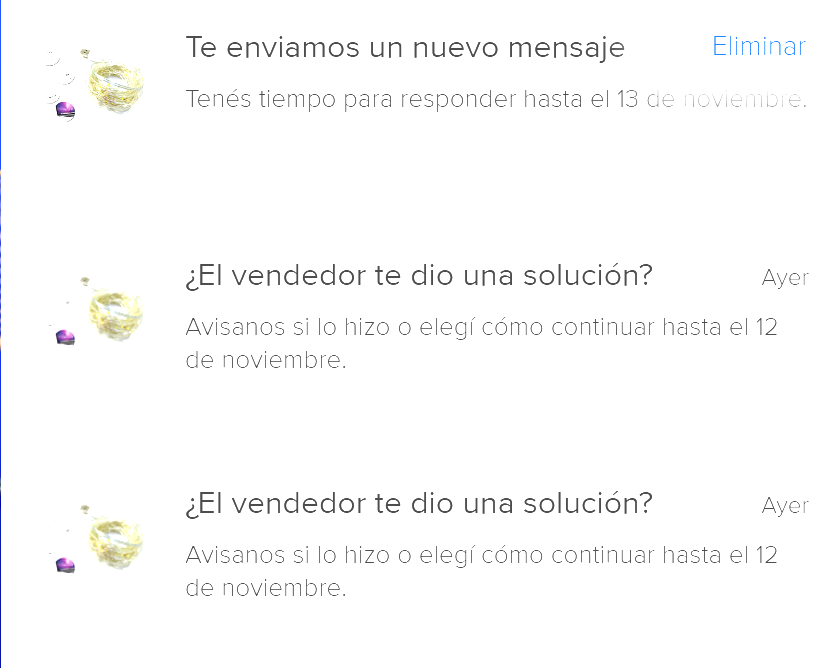 Te enviamos un nuevo mensaje
Eliminar
Tenés tiempo para responder hasta el 13 de noviembre.
¿El vendedor te dio una solución?
Ayer
Avisanos si lo hizo o elegí cómo continuar hasta el 12
de noviembre.
¿El vendedor te dio una solución?
Ayer
Avisanos si lo hizo o elegí cómo continuar hasta el 12
de noviembre.